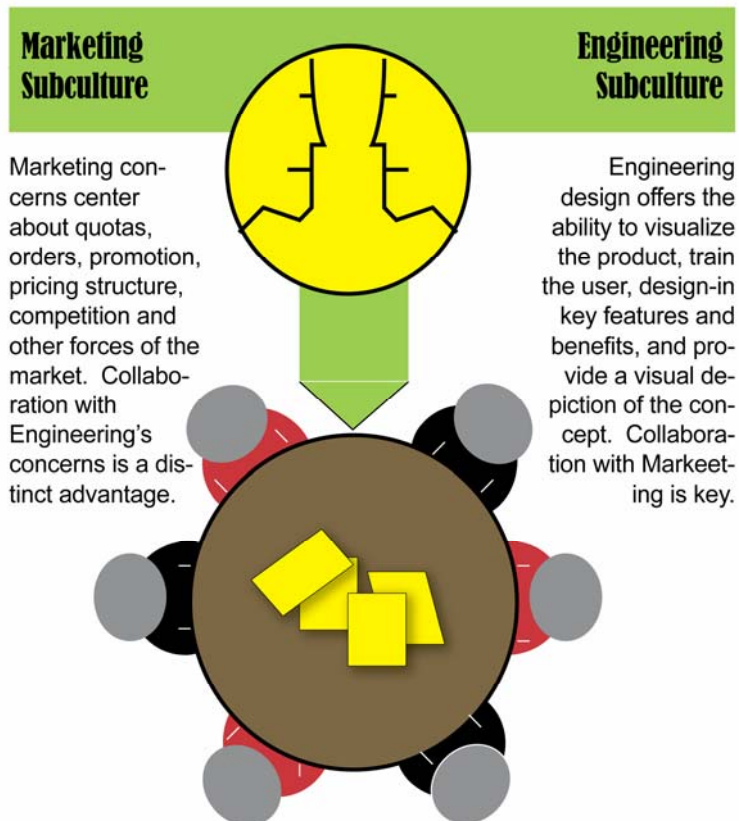 Marketing
Subculture
Engineering
Subculture
Marketing con-
cerns center
about quotas,
orders, promotion,
pricing structure,
competition and
other forces of the
market.  Collabo-
ration with
Engineering's
concerns is a dis-
tinct advantage.
Engineering
design offers the
ability to visualize
the product, train
the user, design-in
key features and
benefits, and pro-
vide a visual de-
piction of the con-
cept.  Collabora-
tion with Markeet-
ing is key.